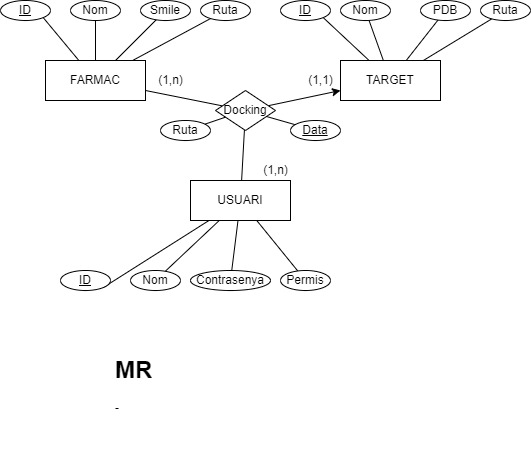 ID Nom Smile Ruta ID Nom PDB Ruta
FARMAC (1,n) (1,1) TARGET
Docking
Ruta Data
(1,n)
USUARI
ID Nom Contrasenya Permis
MR
-